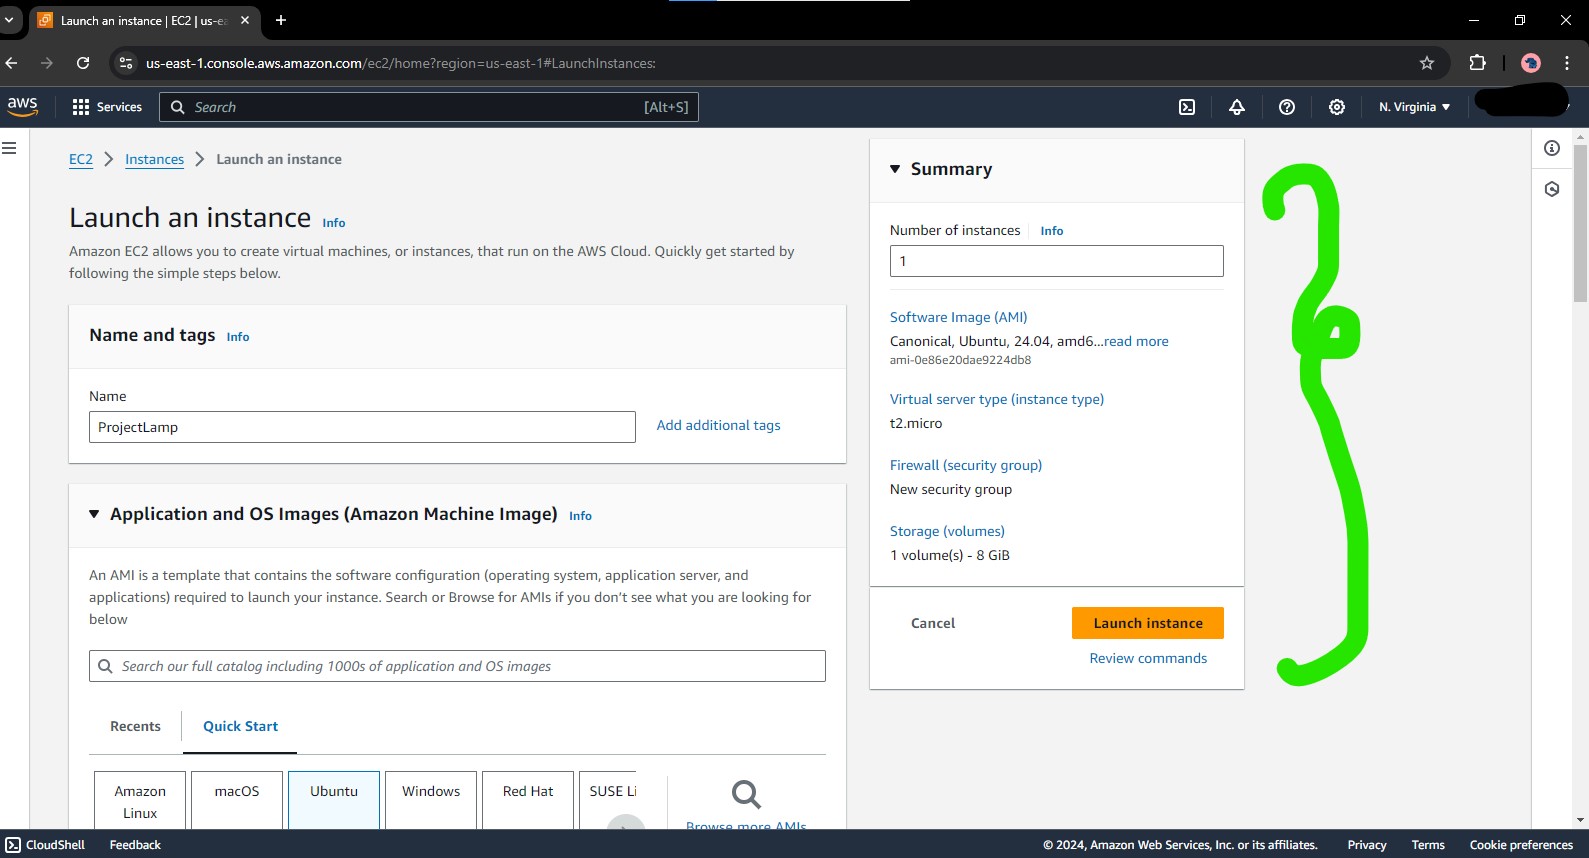 Launch an instance | EC2 | us-ea
us-east-1.console.aws.amazon.com/ec2/home?region=us-east-1#LaunchInstances:
aws
Services
Search
[Alt+S]
N. Virginia
EC2 > Instances > Launch an instance
Launch an instance Info
Amazon EC2 allows you to create virtual machines, or instances, that run on the AWS Cloud. Quickly get started by
following the simple steps below.
Name and tags Info
Name
ProjectLamp
Add additional tags
Application and OS Images (Amazon Machine Image) Info
An AMI is a template that contains the software configuration (operating system, application server, and
applications) required to launch your instance. Search or Browse for AMIs if you don't see what you are looking for
below
Search our full catalog including 1000s of application and OS images
Recents
Quick Start
Amazon
Linux
macOS
Ubuntu
Windows
Red Hat
SUSE Li
Browse more AMIs
Summary
Number of instances Info
1
Software Image (AMI)
Canonical, Ubuntu, 24.04, amd6...read more
ami-0e86e20dae9224db8
Virtual server type (instance type)
t2.micro
Firewall (security group)
New security group
Storage (volumes)
1 volume(s) - 8 GiB
Cancel
Launch instance
Review commands
CloudShell
Feedback
© 2024, Amazon Web Services, Inc. or its affiliates.
Privacy
Terms
Cookie preferences